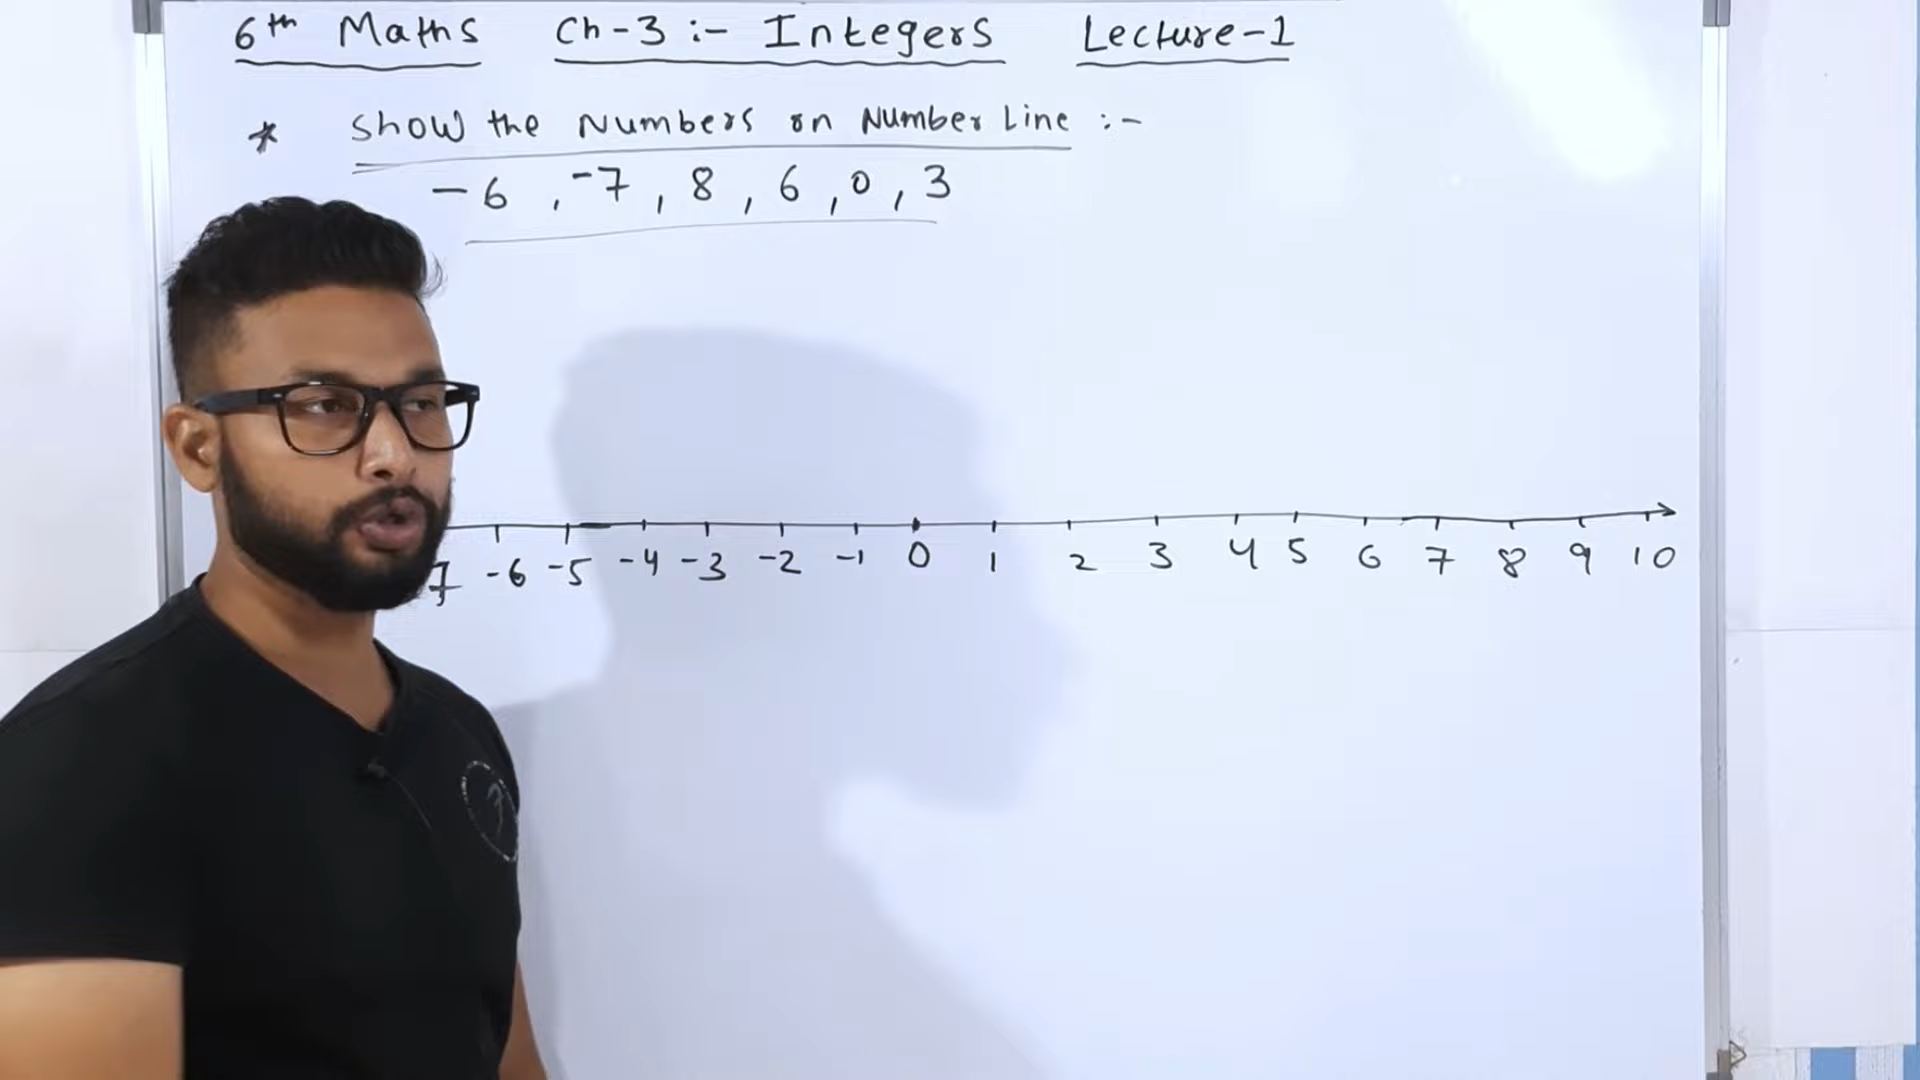 6th Maths Ch-3 :- Integers Lecture-1
* Show the Numbers on Number Line :-
-6 , -7 , 8 , 6 , 0 , 3
7 -6 -5 -4 -3 -2 -1 0 1 2 3 4 5 6 7 8 9 10